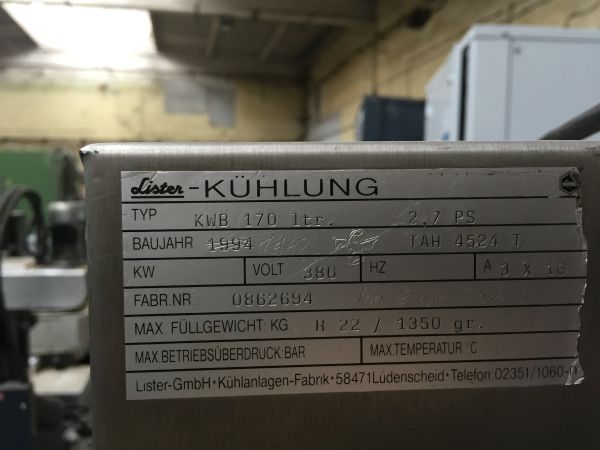 Lister-KÜHLUNG
TYP KWB 170 ltr. 2,7 PS
BAUJAHR 1994 TAH 4524 T
KW VOLT 380 HZ A 3 X 16
FABR.NR. 0862694
MAX. FÜLLGEWICHT: KG R 22 / 1350 gr.
MAX.BETRIEBSÜBERDRUCK:BAR MAX.TEMPERATUR °C
Lister-GmbH•Kühlanlagen-Fabrik•58471Lüdenscheid•Telefon:02351/1060-0